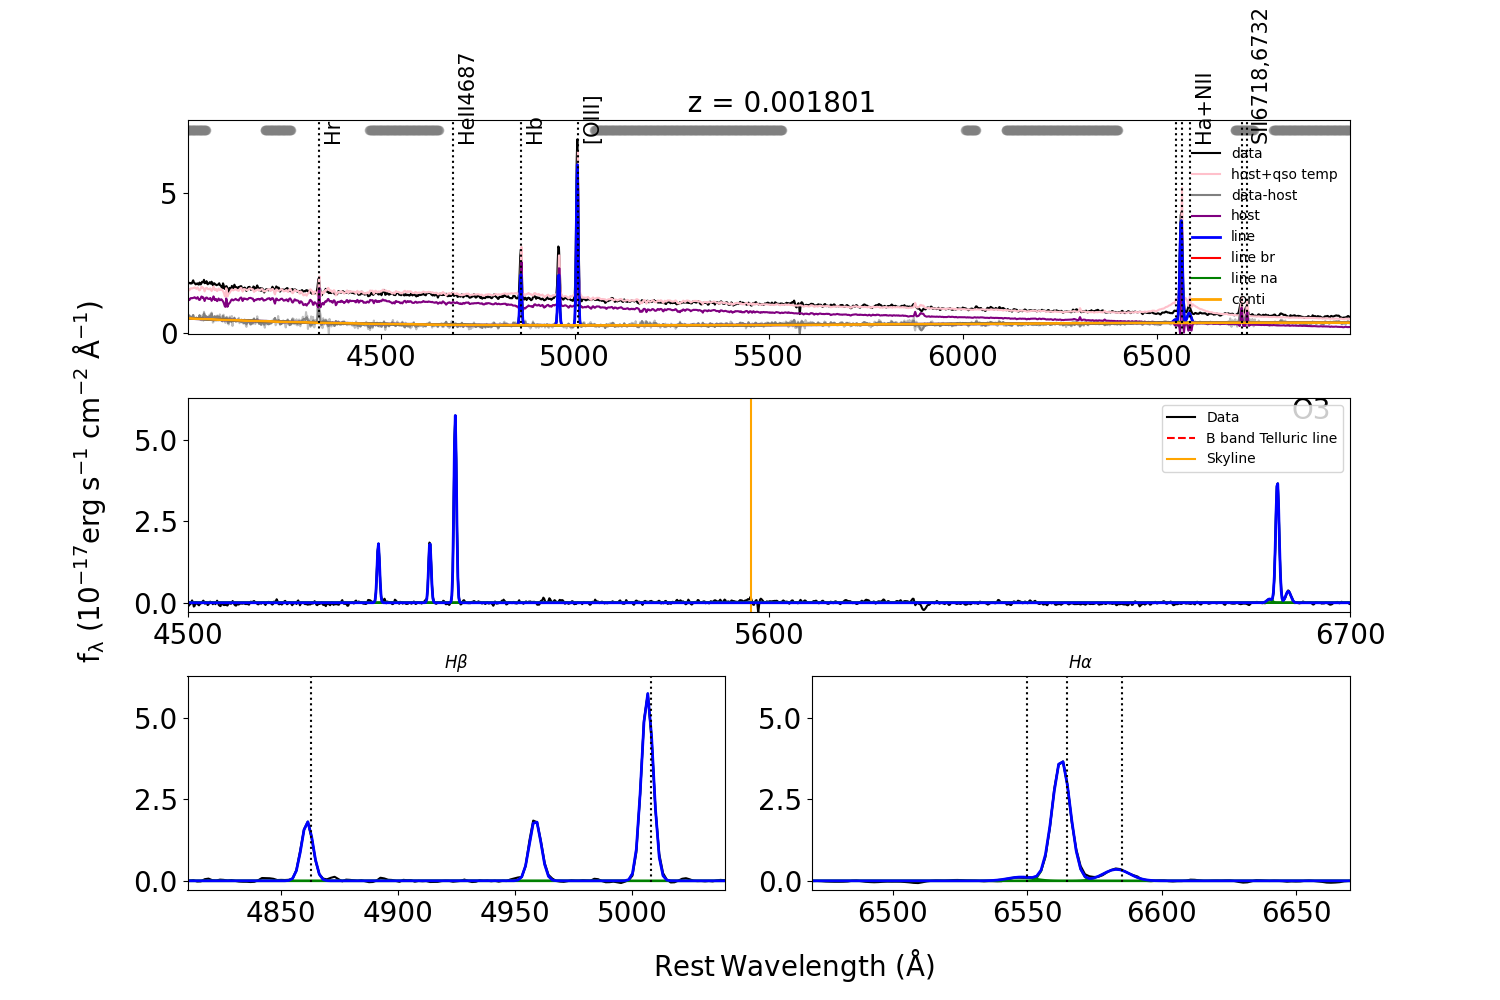 z = 0.001801
Hr
HeII4687
Hb
[OIII]
Ha+NII
SII6718,6732
data
host+qso temp
data-host
host
line
line br
line na
conti
5
0
4500 5000 5500 6000 6500
O3
Data
B band Telluric line
Skyline
5.0
2.5
0.0
4500 5600 6700
fλ (10⁻¹⁷erg s⁻¹ cm⁻² Å⁻¹)
Hβ
5.0
2.5
0.0
4850 4900 4950 5000
Hα
5.0
2.5
0.0
6500 6550 6600 6650
Rest Wavelength (Å)